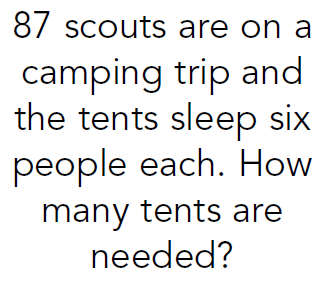 87 scouts are on a
camping trip and
the tents sleep six
people each. How
many tents are
needed?